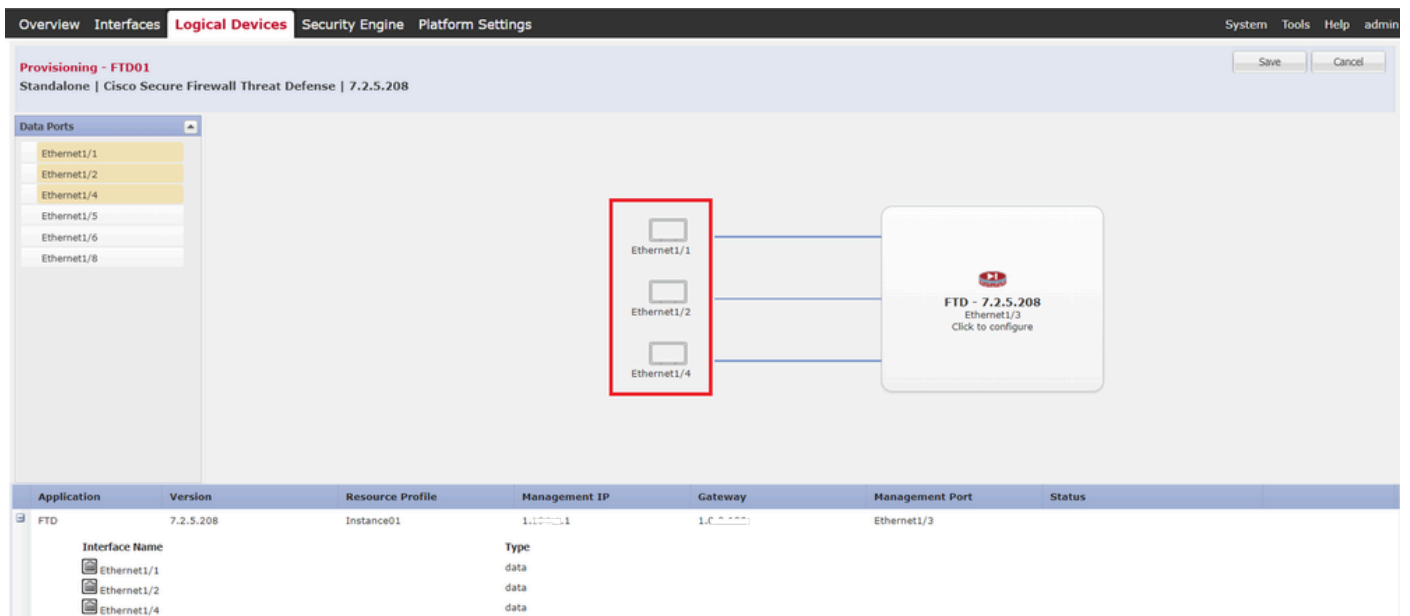 Overview Interfaces Logical Devices Security Engine Platform Settings System Tools Help admin
Provisioning - FTD01
Standalone | Cisco Secure Firewall Threat Defense | 7.2.5.208
Save Cancel
Data Ports
Ethernet1/1
Ethernet1/2
Ethernet1/4
Ethernet1/5
Ethernet1/6
Ethernet1/8
Ethernet1/1
Ethernet1/2
Ethernet1/4
FTD - 7.2.5.208
Ethernet1/3
Click to configure
Application Version Resource Profile Management IP Gateway Management Port Status
FTD 7.2.5.208 Instance01 Ethernet1/3
Interface Name Type
Ethernet1/1 data
Ethernet1/2 data
Ethernet1/4 data